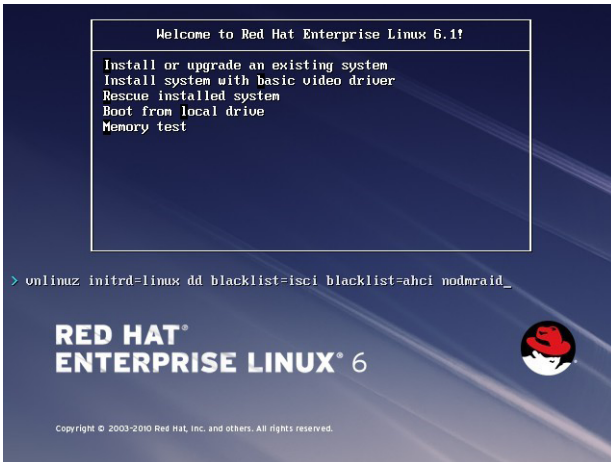 Welcome to Red Hat Enterprise Linux 6.1!
Install or upgrade an existing system
Install system with basic video driver
Rescue installed system
Boot from local drive
Memory test
> vmlinuz initrd=linux dd blacklist=isci blacklist=ahci nodmraid_
RED HAT®
ENTERPRISE LINUX® 6
Copyright © 2003-2010 Red Hat, Inc. and others. All rights reserved.